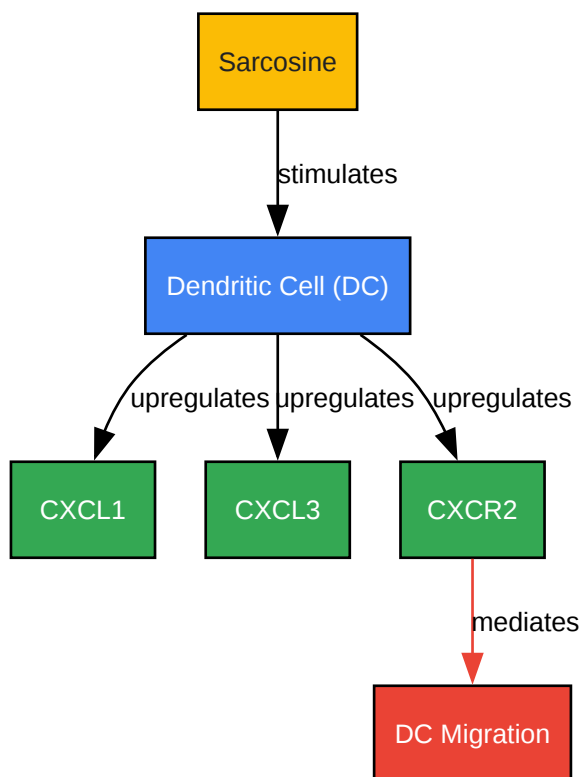 Sarcosine
stimulates
Dendritic Cell (DC)
upregulates upregulates upregulates
CXCL1 CXCL3 CXCR2
mediates
DC Migration